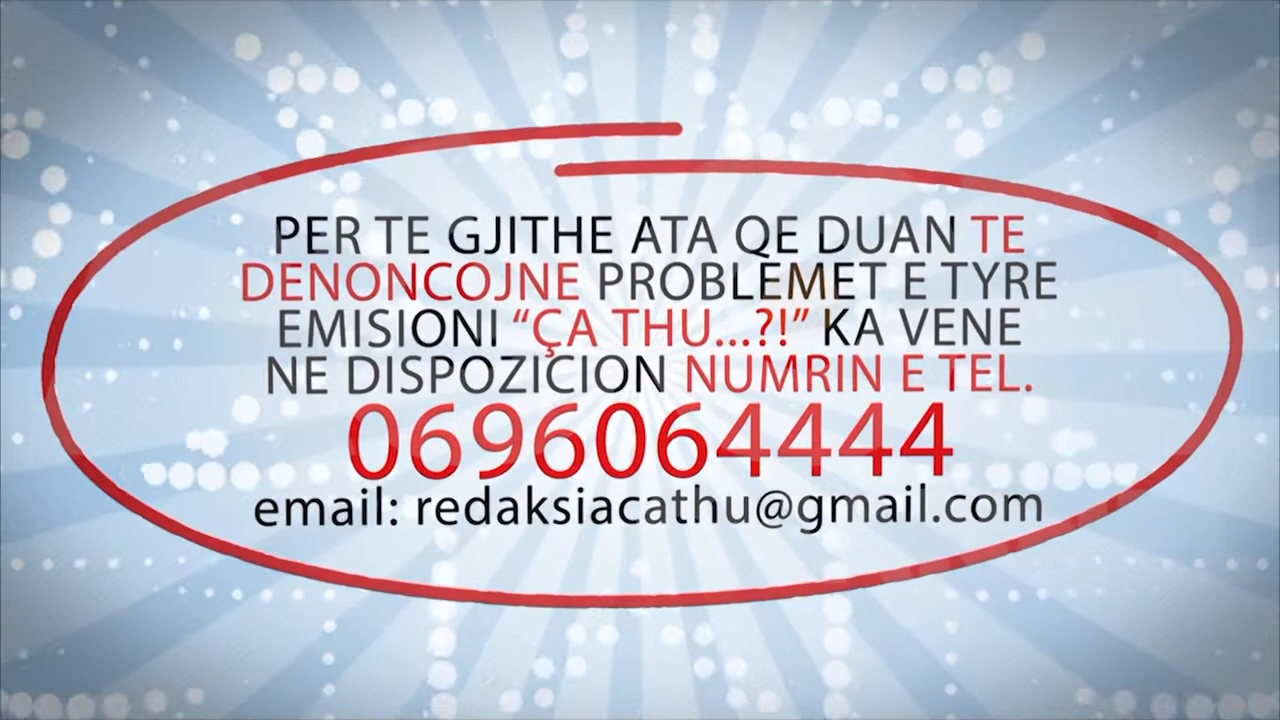 PER TE GJITHE ATA QE DUAN TE
DENONCOJNE PROBLEMET E TYRE
EMISIONI “ÇA THU...?!” KA VENE
NE DISPOZICION NUMRIN E TEL.
0696064444
email: redaksiacathu@gmail.com